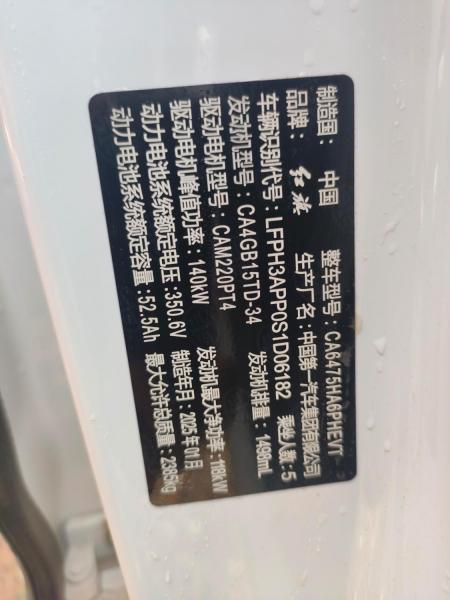 制造国：中国 整车型号：CA6475HA6PHEVT
品牌：红旗 生产厂名：中国第一汽车集团有限公司
车辆识别代号：LFPH3APP0S1D06182 乘坐人数：5
发动机型号：CA4GB15TD-34 发动机排量：1498mL
驱动电机型号：CAM220PT4 发动机最大净功率：118kW
驱动电机峰值功率：140kW 制造年月：2025年01月
动力电池系统额定电压：350.6V 最大允许总质量：2365kg
动力电池系统额定容量：52.5Ah